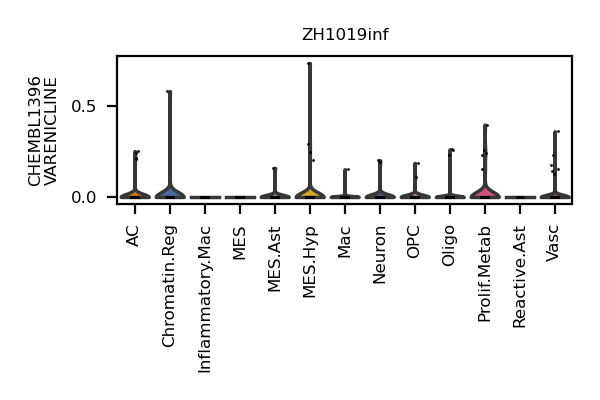 ZH1019inf
CHEMBL1396
VARENICLINE
0.5
0.0
AC
Chromatin.Reg
Inflammatory.Mac
MES
MES.Ast
MES.Hyp
Mac
Neuron
OPC
Oligo
Prolif.Metab
Reactive.Ast
Vasc